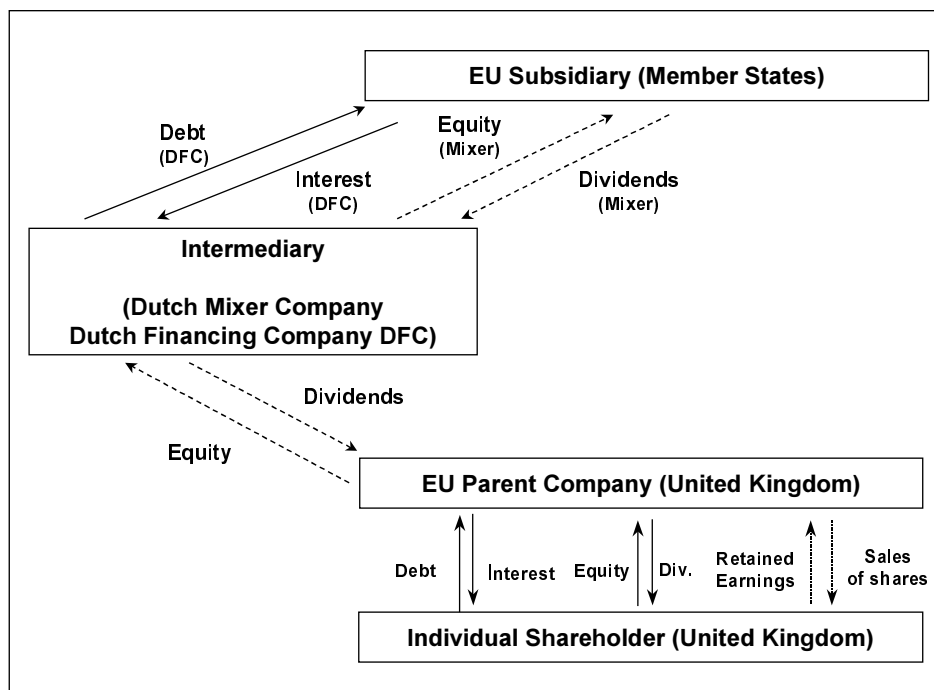 EU Subsidiary (Member States)
Debt
(DFC)
Equity
(Mixer)
Interest
(DFC)
Dividends
(Mixer)
Intermediary
(Dutch Mixer Company
Dutch Financing Company DFC)
Dividends
Equity
EU Parent Company (United Kingdom)
Debt
Interest
Equity
Div.
Retained
Earnings
Sales
of shares
Individual Shareholder (United Kingdom)